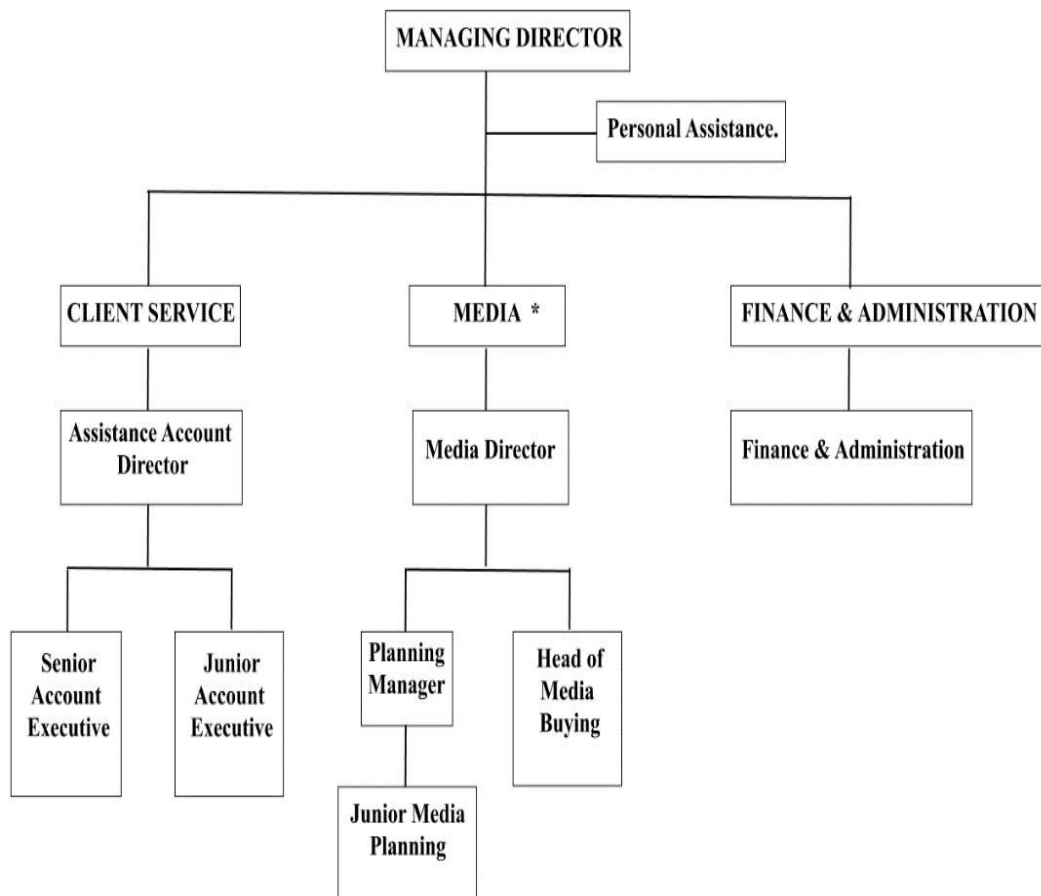 MANAGING DIRECTOR
Personal Assistance.
CLIENT SERVICE
MEDIA *
FINANCE & ADMINISTRATION
Assistance Account
Director
Media Director
Finance & Administration
Senior
Account
Executive
Junior
Account
Executive
Planning
Manager
Head of
Media
Buying
Junior Media
Planning